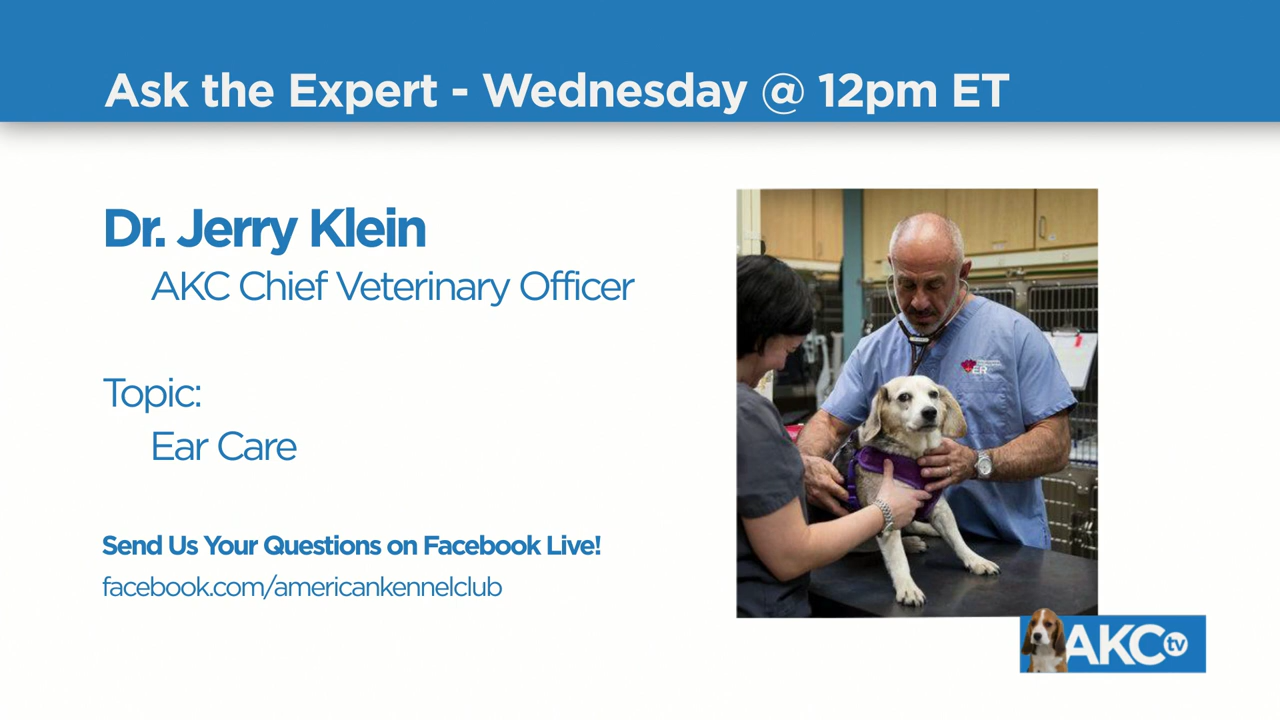 Ask the Expert - Wednesday @ 12pm ET
Dr. Jerry Klein
AKC Chief Veterinary Officer
Topic:
Ear Care
Send Us Your Questions on Facebook Live!
facebook.com/americankennelclub
ER
AKC tv